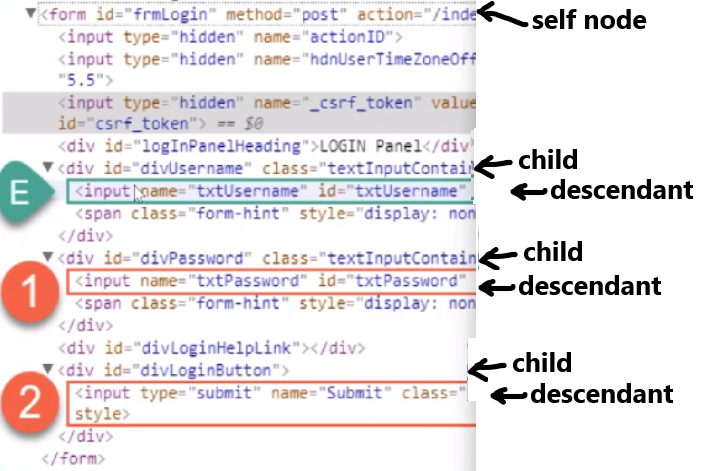 <form id="frmLogin" method="post" action="/inde self node
<input type="hidden" name="actionID">
<input type="hidden" name="hdnUserTimeZoneOff
"5.5">
<input type="hidden" name="_csrf_token" value
id="csrf_token"> == $0
<div id="logInPanelHeading">LOGIN Panel</div>
<div id="divUsername" class="textInputContain child
E <input name="txtUsername" id="txtUsername" descendant
<span class="form-hint" style="display: non
</div>
<div id="divPassword" class="textInputContain child
1 <input name="txtPassword" id="txtPassword" descendant
<span class="form-hint" style="display: non
</div>
<div id="divLoginHelpLink"></div>
<div id="divLoginButton"> child
2 <input type="submit" name="Submit" class=" descendant
style>
</div>
</form>